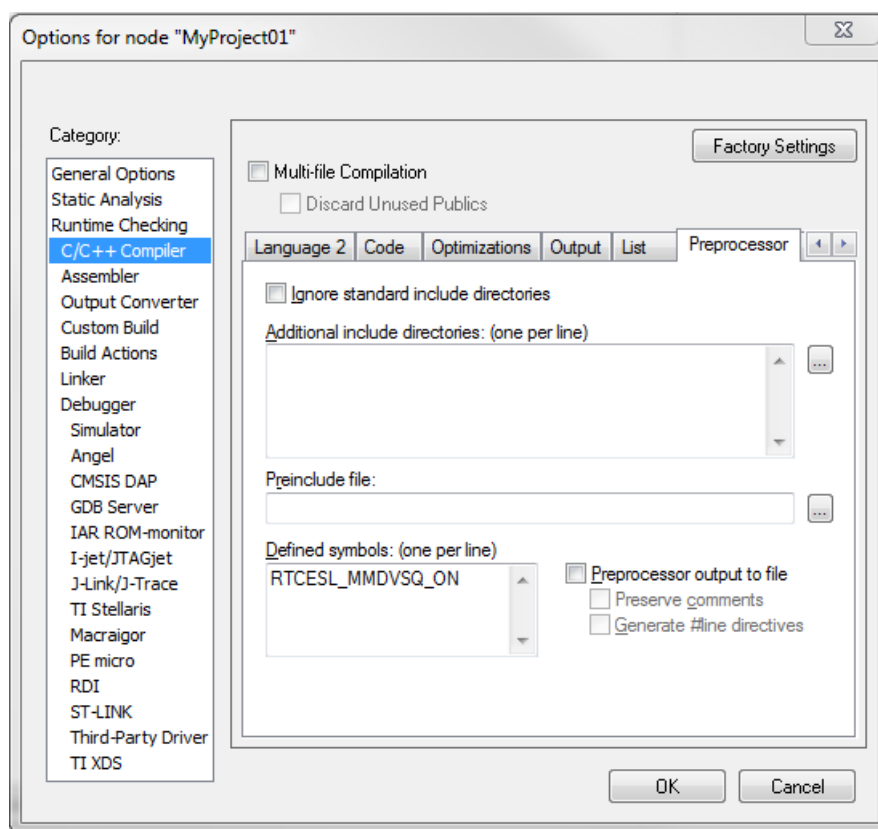 Options for node "MyProject01"
Category:
General Options
Static Analysis
Runtime Checking
C/C++ Compiler
Assembler
Output Converter
Custom Build
Build Actions
Linker
Debugger
Simulator
Angel
CMSIS DAP
GDB Server
IAR ROM-monitor
I-jet/JTAGjet
J-Link/J-Trace
TI Stellaris
Macraigor
PE micro
RDI
ST-LINK
Third-Party Driver
TI XDS
Factory Settings
Multi-file Compilation
Discard Unused Publics
Language 2 Code Optimizations Output List Preprocessor
Ignore standard include directories
Additional include directories: (one per line)
...
Preinclude file:
...
Defined symbols: (one per line)
RTCESL_MMDVSQ_ON
Preprocessor output to file
Preserve comments
Generate #line directives
OK Cancel